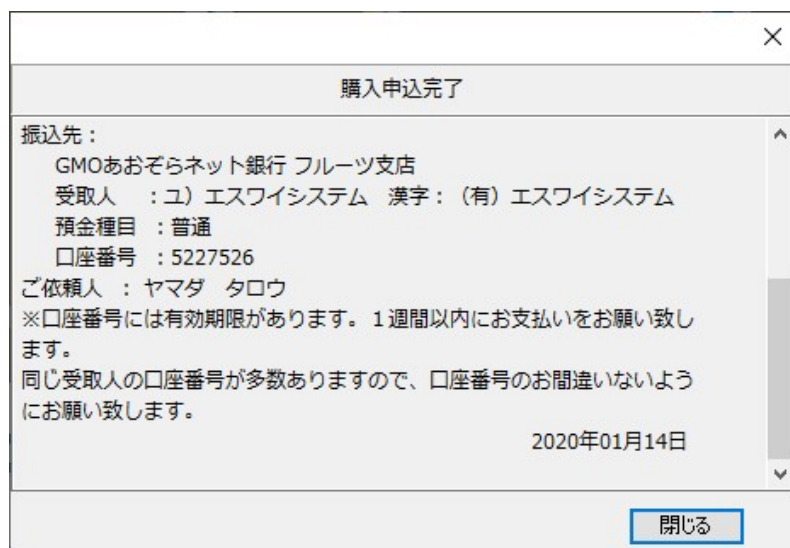 購入申込完了
振込先：
GMOあおぞらネット銀行 フルーツ支店
受取人　：ユ）エスワイシステム　漢字：（有）エスワイシステム
預金種目　：普通
口座番号　：5227526
ご依頼人　：ヤマダ　タロウ
※口座番号には有効期限があります。１週間以内にお支払いをお願い致し
ます。
同じ受取人の口座番号が多数ありますので、口座番号のお間違いないよう
にお願い致します。
2020年01月14日
閉じる